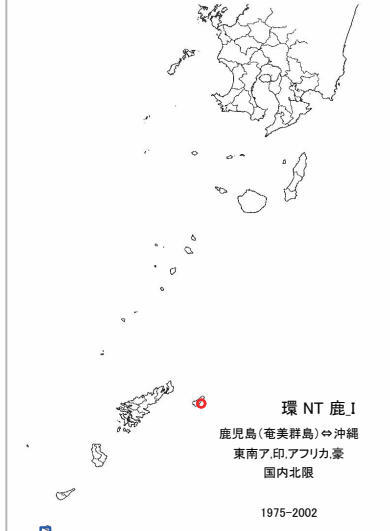 環 NT 鹿_I
鹿児島(奄美群島)⇔沖縄
東南ア,印,アフリカ,豪
国内北限
1975-2002